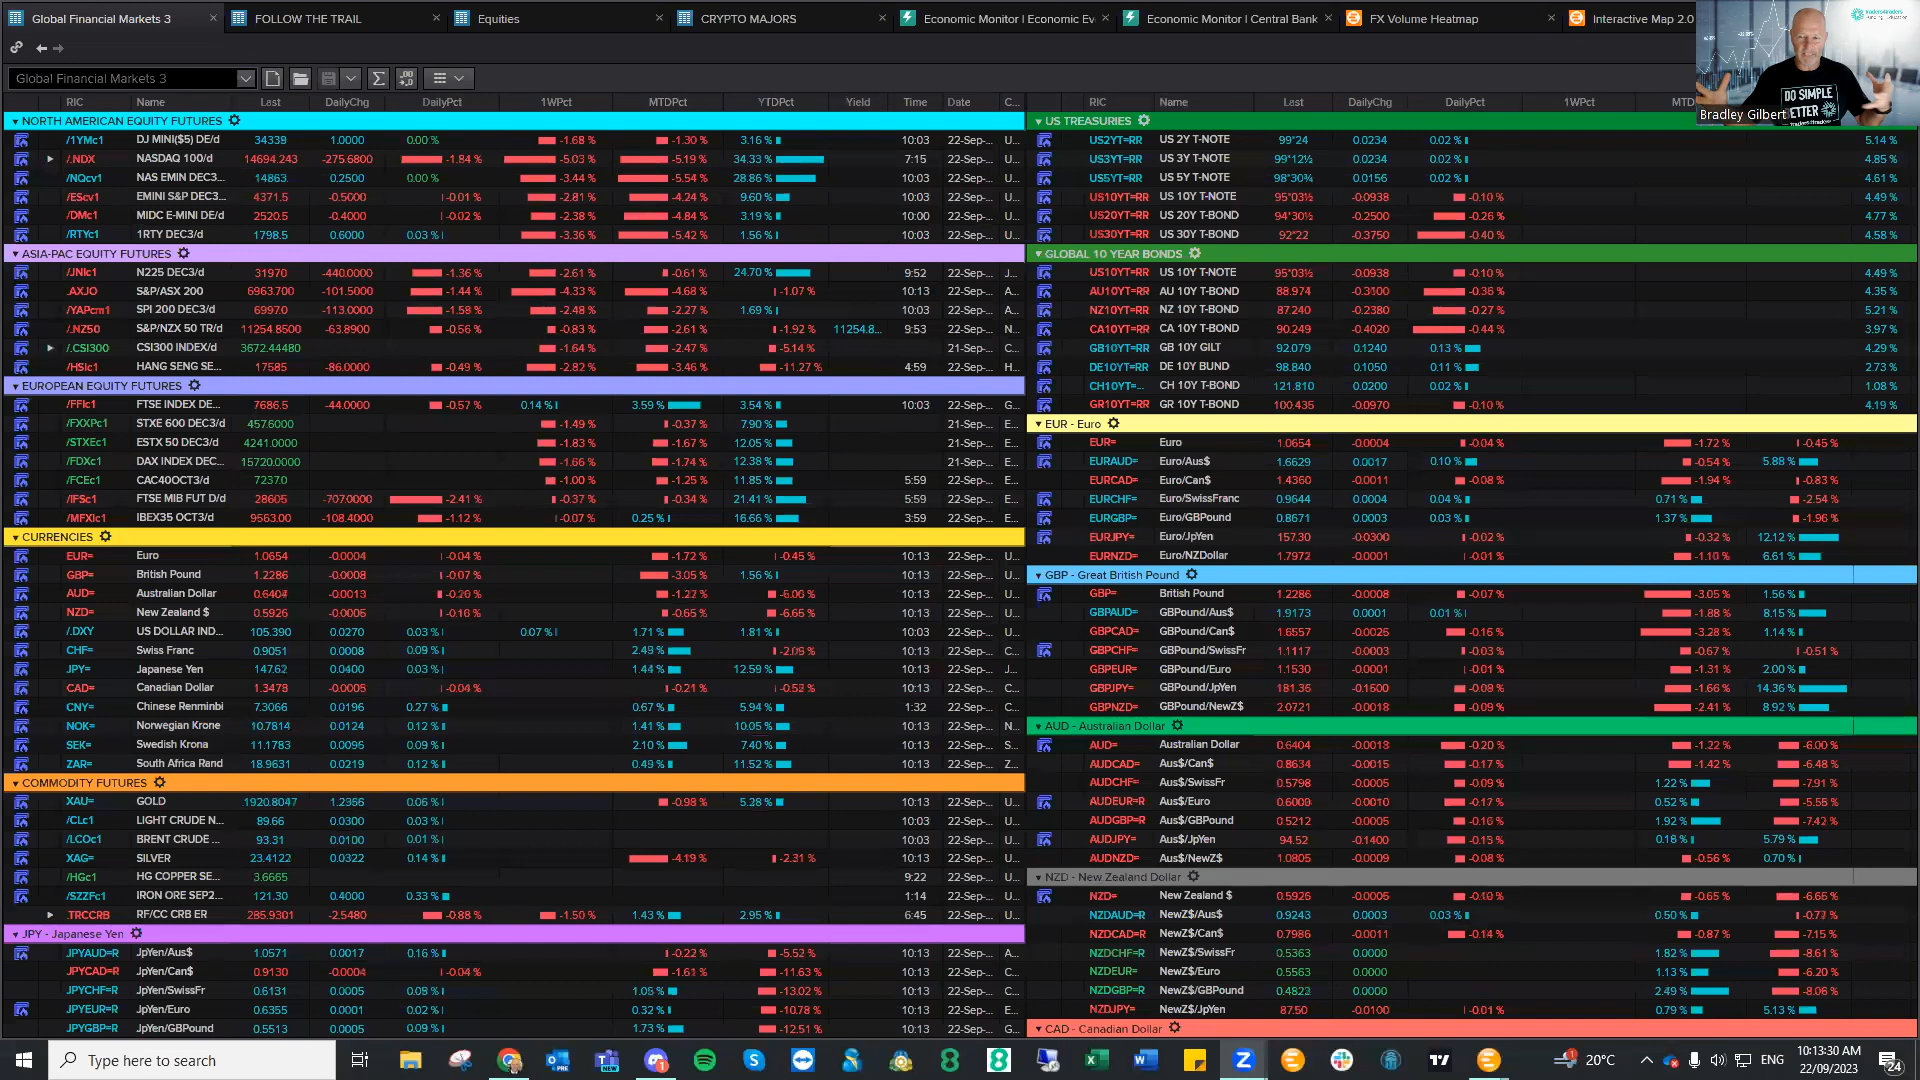 Global Financial Markets 3
FOLLOW THE TRAIL
Equities
CRYPTO MAJORS
Economic Monitor | Economic Ev
Economic Monitor | Central Bank
FX Volume Heatmap
Interactive Map 2.0
Global Financial Markets 3
DO SIMPLE
ETTER
Bradley Gilbert
RIC Name Last DailyChg DailyPct 1WPct MTDPct YTDPct Yield Time Date C...
NORTH AMERICAN EQUITY FUTURES
/1YMc1 DJ MINI($5) DE/d 34339 1.0000 0.00 % -1.68 % -1.30 % 3.16 % 10:03 22-Sep-... U...
/.NDX NASDAQ 100/d 14694.243 -275.6800 -1.84 % -5.03 % -5.19 % 34.33 % 7:15 22-Sep-... U...
/NQcv1 NAS EMIN DEC3... 14863. 0.2500 0.00 % -3.44 % -5.54 % 28.86 % 10:03 22-Sep-... U...
/EScv1 EMINI S&P DEC3... 4371.5 -0.5000 -0.01 % -2.81 % -4.24 % 9.60 % 10:03 22-Sep-... U...
/DMc1 MIDC E-MINI DE/d 2520.5 -0.4000 -0.02 % -2.38 % -4.84 % 3.19 % 10:00 22-Sep-... U...
/RTYc1 1RTY DEC3/d 1798.5 0.6000 0.03 % -3.36 % -5.42 % 1.56 % 10:03 22-Sep-... U...
ASIA-PAC EQUITY FUTURES
/JNIc1 N225 DEC3/d 31970 -440.0000 -1.36 % -2.61 % -0.61 % 24.70 % 9:52 22-Sep-... J...
.AXJO S&P/ASX 200 6963.700 -101.5000 -1.44 % -4.33 % -4.68 % -1.07 % 10:13 22-Sep-... A...
/YAPcm1 SPI 200 DEC3/d 6997.0 -113.0000 -1.58 % -2.48 % -2.27 % 1.69 % 10:03 22-Sep-... A...
/.NZ50 S&P/NZX 50 TR/d 11254.8500 -63.8900 -0.56 % -0.83 % -2.61 % -1.92 % 11254.8... 9:53 22-Sep-... N...
/.CSI300 CSI300 INDEX/d 3672.44480 -1.64 % -2.47 % -5.14 % 21-Sep-... C...
/HSIc1 HANG SENG SE... 17585 -86.0000 -0.49 % -2.82 % -3.46 % -11.27 % 4:59 22-Sep-... H...
EUROPEAN EQUITY FUTURES
/FFIc1 FTSE INDEX DE... 7686.5 -44.0000 -0.57 % 0.14 % 3.59 % 3.54 % 10:03 22-Sep-... G...
/FXXPc1 STXE 600 DEC3/d 457.6000 -1.49 % -0.37 % 7.90 % 21-Sep-... E...
/STXEc1 ESTX 50 DEC3/d 4241.0000 -1.83 % -1.67 % 12.05 % 21-Sep-... E...
/FDXc1 DAX INDEX DEC... 15720.0000 -1.66 % -1.74 % 12.38 % 21-Sep-... E...
/FCEc1 CAC40OCT3/d 7237.0 -1.00 % -1.25 % 11.85 % 5:59 22-Sep-... E...
/IFSc1 FTSE MIB FUT D/d 28605 -707.0000 -2.41 % -0.37 % -0.34 % 21.41 % 5:59 22-Sep-... E...
/MFXIc1 IBEX35 OCT3/d 9563.00 -108.4000 -1.12 % -0.07 % 0.25 % 16.66 % 3:59 22-Sep-... E...
CURRENCIES
EUR= Euro 1.0654 -0.0004 -0.04 % -1.72 % -0.45 % 10:13 22-Sep-... U...
GBP= British Pound 1.2286 -0.0008 -0.07 % -3.05 % 1.56 % 10:13 22-Sep-... U...
AUD= Australian Dollar -0.0013 10:13 22-Sep-... U...
NZD= New Zealand $ 0.5926 -0.0005 -0.65 % -6.65 % 10:13 22-Sep-... U...
/.DXY US DOLLAR IND... 105.390 0.0270 0.03 % 0.07 % 1.71 % 1.81 % 10:03 22-Sep-... U...
CHF= Swiss Franc 0.9051 0.0008 0.09 % 10:13 22-Sep-... C...
JPY= Japanese Yen 147.62 0.0400 0.03 % 1.44 % 12.59 % 10:13 22-Sep-... J...
CAD= Canadian Dollar 1.3478 -0.0005 -0.04 % -0.21 % 10:13 22-Sep-... C...
CNY= Chinese Renminbi 7.3066 0.0196 0.27 % 0.67 % 5.94 % 1:32 22-Sep-... C...
NOK= Norwegian Krone 10.7814 0.0124 0.12 % 1.41 % 10.05 % 10:13 22-Sep-... N...
SEK= Swedish Krona 11.1783 0.0095 0.09 % 2.10 % 7.40 % 10:13 22-Sep-... S...
ZAR= South Africa Rand 18.9631 0.0219 0.12 % 0.49 % 11.52 % 10:13 22-Sep-... Z...
COMMODITY FUTURES
XAU= GOLD 1920.8047 1.2356 0.06 % -0.98 % 5.28 % 10:13 22-Sep-... U...
/CLc1 LIGHT CRUDE N... 89.66 0.0300 0.03 % 10:03 22-Sep-... U...
/LCOc1 BRENT CRUDE ... 93.31 0.0100 0.01 % 10:03 22-Sep-... U...
XAG= SILVER 23.4122 0.0322 0.14 % -4.19 % -2.31 % 10:13 22-Sep-... U...
/HGc1 HG COPPER SE... 3.6665 9:22 22-Sep-... U...
/SZZFc1 IRON ORE SEP2... 121.30 0.4000 0.33 % 1:14 22-Sep-... U...
.TRCCRB RF/CC CRB ER 285.9301 -2.5480 -0.88 % -1.50 % 1.43 % 2.95 % 6:45 22-Sep-... U...
JPY - Japanese Yen
JPYAUD=R JpYen/Aus$ 1.0571 0.0017 0.16 % -0.22 % -5.52 % 10:13 22-Sep-... A...
JPYCAD=R JpYen/Can$ 0.9130 -0.0004 -0.04 % -1.61 % -11.63 % 10:13 22-Sep-... C...
JPYCHF=R JpYen/SwissFr 0.6131 0.0005 1.05 % -13.02 % 10:13 22-Sep-... C...
JPYEUR=R JpYen/Euro 0.6355 0.0001 0.02 % 0.32 % -10.78 % 10:13 22-Sep-... E...
JPYGBP=R JpYen/GBPound 0.5513 0.0005 0.09 % 1.73 % -12.51 % 10:13 22-Sep-... G...
RIC Name Last DailyChg DailyPct 1WPct MTD
US TREASURIES
US2YT=RR US 2Y T-NOTE 99"24 0.0234 0.02 % 5.14 %
US3YT=RR US 3Y T-NOTE 99"12½ 0.0234 0.02 % 4.85 %
US5YT=RR US 5Y T-NOTE 98"30¾ 0.0156 0.02 % 4.61 %
US10YT=RR US 10Y T-NOTE 95"03½ -0.0938 -0.10 % 4.49 %
US20YT=RR US 20Y T-BOND 94"30½ -0.2500 -0.26 % 4.77 %
US30YT=RR US 30Y T-BOND 92"22 -0.3750 -0.40 % 4.58 %
GLOBAL 10 YEAR BONDS
US10YT=RR US 10Y T-NOTE 95"03½ -0.0938 -0.10 % 4.49 %
AU10YT=RR AU 10Y T-BOND 88.974 -0.3100 -0.36 % 4.35 %
NZ10YT=RR NZ 10Y T-BOND 87.240 -0.2380 -0.27 % 5.21 %
CA10YT=RR CA 10Y T-BOND 90.249 -0.4020 -0.44 % 3.97 %
GB10YT=RR GB 10Y GILT 92.079 0.1240 0.13 % 4.29 %
DE10YT=RR DE 10Y BUND 98.840 0.1050 0.11 % 2.73 %
CH10YT=... CH 10Y T-BOND 121.810 0.0200 0.02 % 1.08 %
GR10YT=RR GR 10Y T-BOND 100.435 -0.0970 -0.10 % 4.19 %
EUR - Euro
EUR= Euro 1.0654 -0.0004 -0.04 % -1.72 % -0.45 %
EURAUD= Euro/Aus$ 1.6629 0.0017 0.10 % -0.54 % 5.88 %
EURCAD= Euro/Can$ 1.4360 -0.0011 -0.08 % -1.94 % -0.83 %
EURCHF= Euro/SwissFranc 0.9644 0.0004 0.04 % 0.71 % -2.54 %
EURGBP= Euro/GBPound 0.8671 0.0003 0.03 % 1.37 % -1.96 %
EURJPY= Euro/JpYen 157.30 -0.0300 -0.02 % -0.32 % 12.12 %
EURNZD= Euro/NZDollar 1.7972 -0.0001 -0.01 % -1.10 % 6.61 %
GBP - Great British Pound
GBP= British Pound 1.2286 -0.0008 -0.07 % -3.05 % 1.56 %
GBPAUD= GBPound/Aus$ 1.9173 0.0001 0.01 % -1.88 % 8.15 %
GBPCAD= GBPound/Can$ 1.6557 -0.0025 -3.28 % 1.14 %
GBPCHF= GBPound/SwissFr 1.1117 -0.0003 -0.03 % -0.67 % -0.51 %
GBPEUR= GBPound/Euro 1.1530 -0.0001 -0.01 % -1.31 % 2.00 %
GBPJPY= GBPound/JpYen 181.36 -1.66 % 14.36 %
GBPNZD= GBPound/NewZ$ 2.0721 -0.0018 -0.09 % -2.41 % 8.92 %
AUD - Australian Dollar
AUD= Australian Dollar 0.6404 -0.0013 -0.20 % -1.22 % -6.00 %
AUDCAD= Aus$/Can$ 0.8634 -0.0015 -0.17 % -1.42 % -6.48 %
AUDCHF= Aus$/SwissFr 0.5798 -0.0005 -0.09 % 1.22 % -7.91 %
AUDEUR=R Aus$/Euro -0.0010 -0.17 % 0.52 %
AUDGBP=R Aus$/GBPound 0.5212 -0.0005 1.92 % -7.42 %
AUDJPY= Aus$/JpYen 94.52 -0.1400 -0.15 % 5.79 %
AUDNZD= Aus$/NewZ$ 1.0805 -0.0009 -0.08 % -0.56 % 0.70 %
NZD - New Zealand Dollar
NZD= New Zealand $ 0.5926 -0.0005 -0.65 % -6.65 %
NZDAUD=R NewZ$/Aus$ 0.9243 0.0003 0.03 % 0.50 %
NZDCAD=R NewZ$/Can$ 0.7986 -0.0011 -0.14 % -0.87 % -7.15 %
NZDCHF=R NewZ$/SwissFr 0.5363 0.0000 1.82 % -8.61 %
NZDEUR= NewZ$/Euro 0.5563 0.0000 1.13 % -6.20 %
NZDGBP=R NewZ$/GBPound 0.4822 0.0000 2.49 % -8.06 %
NZDJPY= NewZ$/JpYen 87.50 -0.0100 -0.01 % 0.79 % 5.13 %
CAD - Canadian Dollar
Type here to search
20°C
ENG
10:13:30 AM
22/09/2023
24